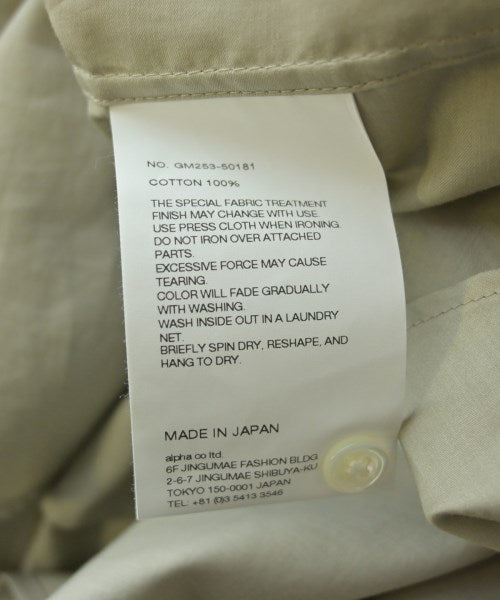 NO. GM253-50181
COTTON 100%
THE SPECIAL FABRIC TREATMENT
FINISH MAY CHANGE WITH USE.
USE PRESS CLOTH WHEN IRONING.
DO NOT IRON OVER ATTACHED
PARTS.
EXCESSIVE FORCE MAY CAUSE
TEARING.
COLOR WILL FADE GRADUALLY
WITH WASHING.
WASH INSIDE OUT IN A LAUNDRY
NET.
BRIEFLY SPIN DRY, RESHAPE, AND
HANG TO DRY.
MADE IN JAPAN
alpha co ltd.
6F JINGUMAE FASHION BLDG
2-6-7 JINGUMAE SHIBUYA-KU
TOKYO 150-0001 JAPAN
TEL: +81 (0)3 5413 3546